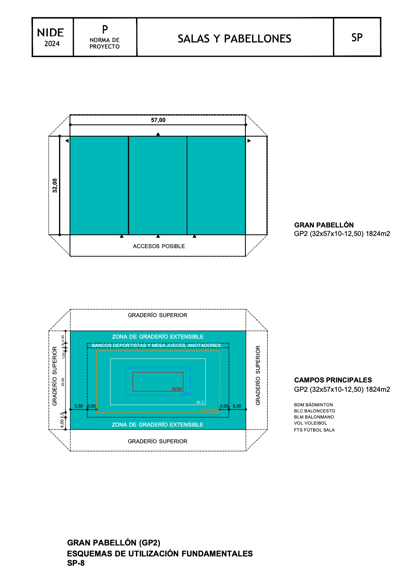 NIDE
2024
P
NORMA DE
PROYECTO
SALAS Y PABELLONES
SP
57,00
32,00
ACCESOS POSIBLE
GRAN PABELLÓN
GP2 (32x57x10-12,50) 1824m2
GRADERÍO SUPERIOR
ZONA DE GRADERÍO EXTENSIBLE
BANCOS DEPORTISTAS Y MESA JUECES, ANOTADORES
GRADERÍO SUPERIOR
GRADERÍO SUPERIOR
BDM
BLC
ZONA DE GRADERÍO EXTENSIBLE
GRADERÍO SUPERIOR
CAMPOS PRINCIPALES
GP2 (32x57x10-12,50) 1824m2
BDM BÁDMINTON
BLC BALONCESTO
BLM BALONMANO
VOL VOLEIBOL
FTS FÚTBOL SALA
GRAN PABELLÓN (GP2)
ESQUEMAS DE UTILIZACIÓN FUNDAMENTALES
SP-8